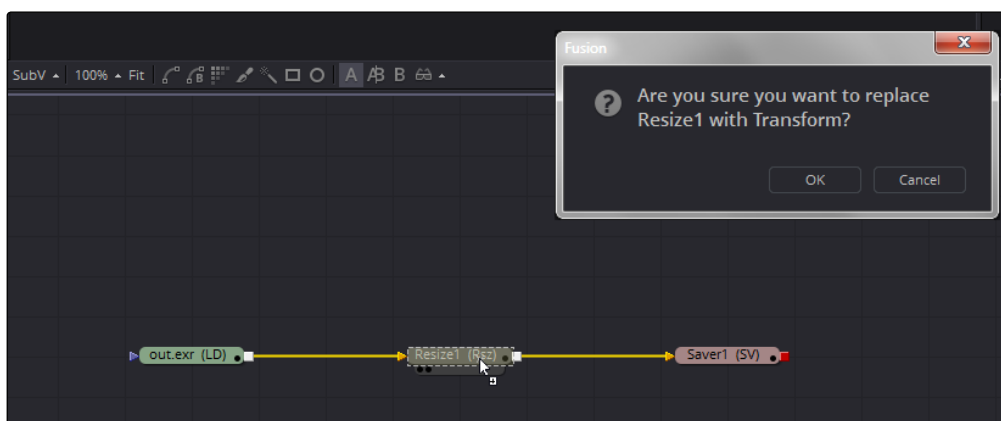 Fusion
SubV 100% Fit A A/B B
Are you sure you want to replace
Resize1 with Transform?
OK Cancel
out.exr (LD) Resize1 (Rsz) Saver1 (SV)